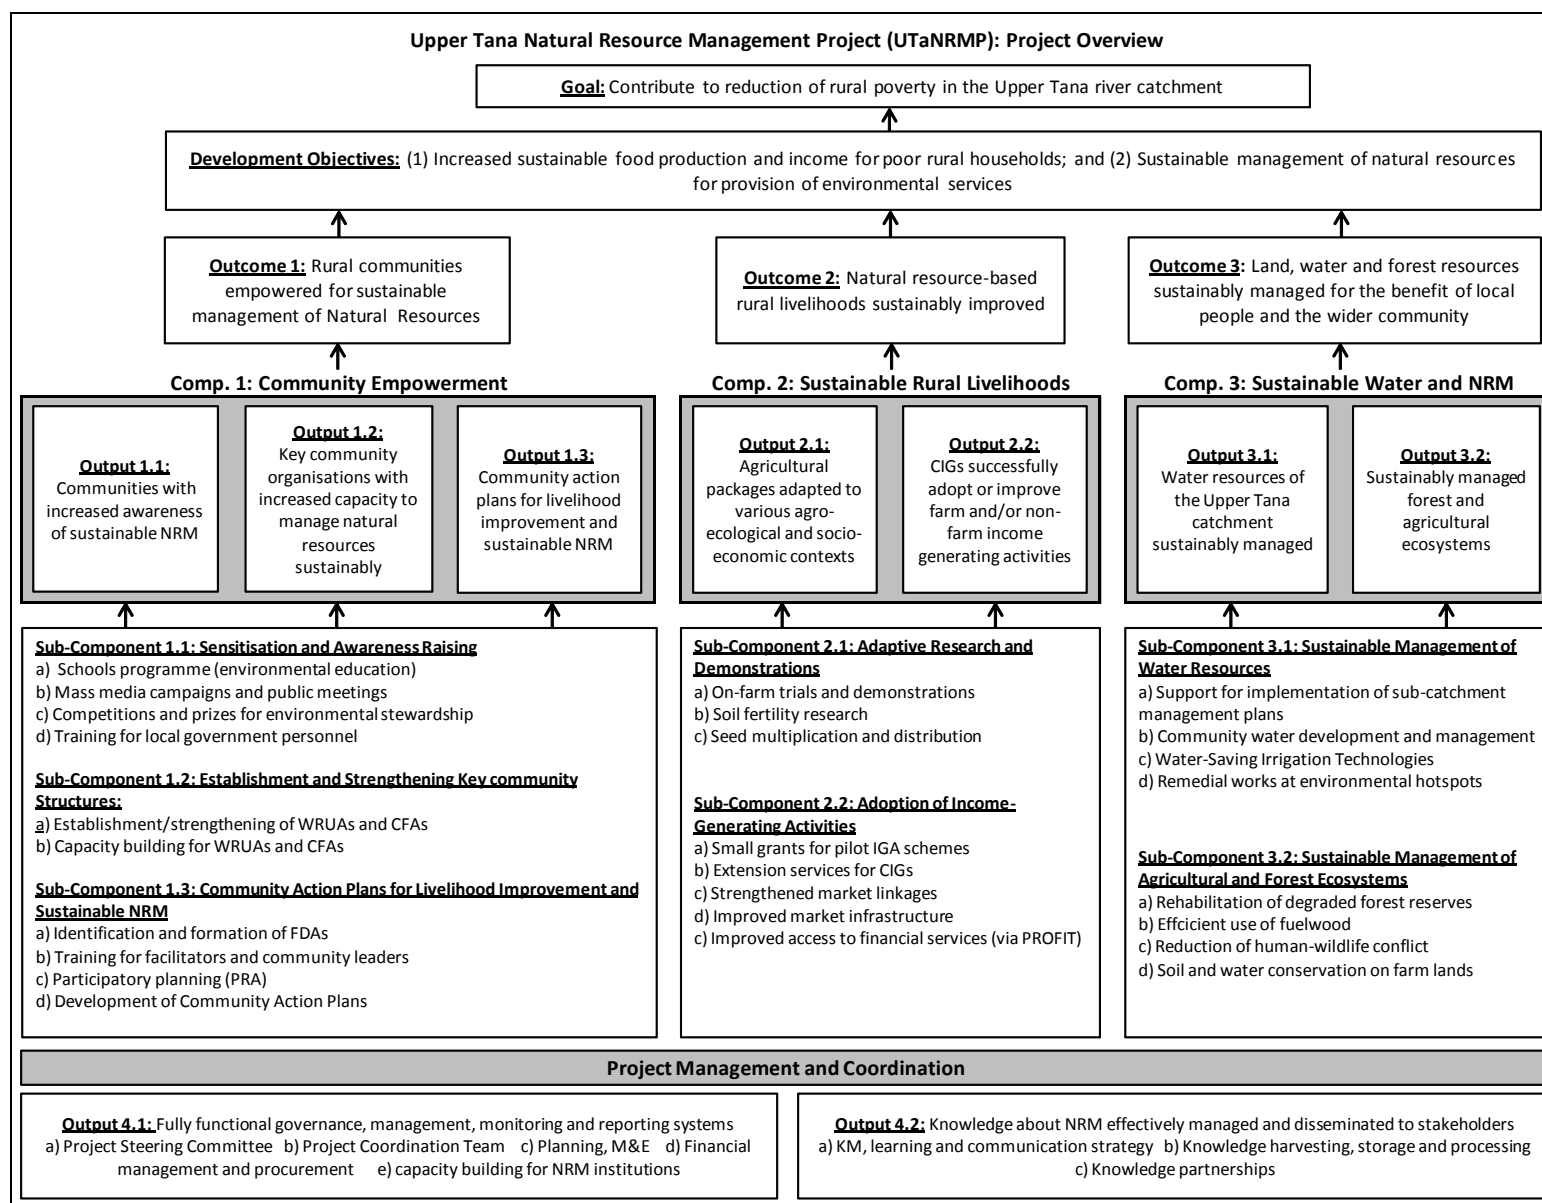 Upper Tana Natural Resource Management Project (UTaNRMP): Project Overview
Goal: Contribute to reduction of rural poverty in the Upper Tana river catchment
Development Objectives: (1) Increased sustainable food production and income for poor rural households; and (2) Sustainable management of natural resources
for provision of environmental services
Outcome 1: Rural communities
empowered for sustainable
management of Natural Resources
Outcome 2: Natural resource-based
rural livelihoods sustainably improved
Outcome 3: Land, water and forest resources
sustainably managed for the benefit of local
people and the wider community
Comp. 1: Community Empowerment
Output 1.1:
Communities with
increased awareness
of sustainable NRM
Output 1.2:
Key community
organisations with
increased capacity to
manage natural
resources
sustainably
Output 1.3:
Community action
plans for livelihood
improvement and
sustainable NRM
Comp. 2: Sustainable Rural Livelihoods
Output 2.1:
Agricultural
packages adapted to
various agro-
ecological and socio-
economic contexts
Output 2.2:
CIGs successfully
adopt or improve
farm and/or non-
farm income
generating activities
Comp. 3: Sustainable Water and NRM
Output 3.1:
Water resources of
the Upper Tana
catchment
sustainably managed
Output 3.2:
Sustainably managed
forest and
agricultural
ecosystems
Sub-Component 1.1: Sensitisation and Awareness Raising
a) Schools programme (environmental education)
b) Mass media campaigns and public meetings
c) Competitions and prizes for environmental stewardship
d) Training for local government personnel
Sub-Component 1.2: Establishment and Strengthening Key community
Structures:
a) Establishment/strengthening of WRUAs and CFAs
b) Capacity building for WRUAs and CFAs
Sub-Component 1.3: Community Action Plans for Livelihood Improvement and
Sustainable NRM
a) Identification and formation of FDAs
b) Training for facilitators and community leaders
c) Participatory planning (PRA)
d) Development of Community Action Plans
Sub-Component 2.1: Adaptive Research and
Demonstrations
a) On-farm trials and demonstrations
b) Soil fertility research
c) Seed multiplication and distribution
Sub-Component 2.2: Adoption of Income-
Generating Activities
a) Small grants for pilot IGA schemes
b) Extension services for CIGs
c) Strengthened market linkages
d) Improved market infrastructure
c) Improved access to financial services (via PROFIT)
Sub-Component 3.1: Sustainable Management of
Water Resources
a) Support for implementation of sub-catchment
management plans
b) Community water development and management
c) Water-Saving Irrigation Technologies
d) Remedial works at environmental hotspots
Sub-Component 3.2: Sustainable Management of
Agricultural and Forest Ecosystems
a) Rehabilitation of degraded forest reserves
b) Effcicient use of fuelwood
c) Reduction of human-wildlife conflict
d) Soil and water conservation on farm lands
Project Management and Coordination
Output 4.1: Fully functional governance, management, monitoring and reporting systems
a) Project Steering Committee b) Project Coordination Team c) Planning, M&E d) Financial
management and procurement e) capacity building for NRM institutions
Output 4.2: Knowledge about NRM effectively managed and disseminated to stakeholders
a) KM, learning and communication strategy b) Knowledge harvesting, storage and processing
c) Knowledge partnerships